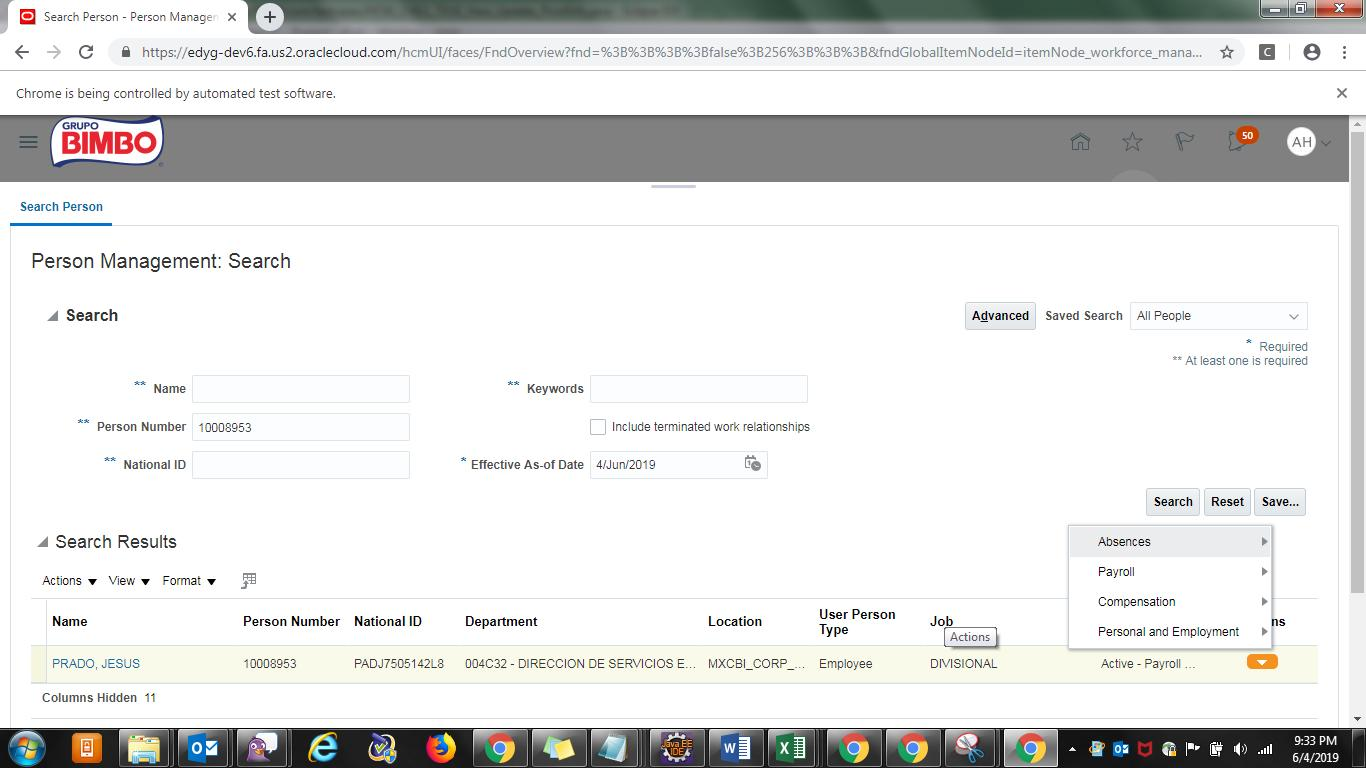 Search Person - Person Managem
https://edyg-dev6.fa.us2.oraclecloud.com/hcmUI/faces/FndOverview?fnd=%3B%3B%3B%3Bfalse%3B256%3B%3B%3B&fndGlobalItemNodeId=itemNode_workforce_mana...
C
Chrome is being controlled by automated test software.
GRUPO
BIMBO
50
AH
Search Person
Person Management: Search
Search
Advanced Saved Search All People
* Required
** At least one is required
** Name ** Keywords
** Person Number 10008953 Include terminated work relationships
** National ID * Effective As-of Date 4/Jun/2019
Search Reset Save...
Search Results
Absences
Payroll
Compensation
Personal and Employment
Actions View Format
Name Person Number National ID Department Location User Person Type Job ns
Actions
PRADO, JESUS 10008953 PADJ7505142L8 004C32 - DIRECCION DE SERVICIOS E... MXCBI_CORP_... Employee DIVISIONAL Active - Payroll ...
Columns Hidden 11
Java EE
IDE
9:33 PM
6/4/2019